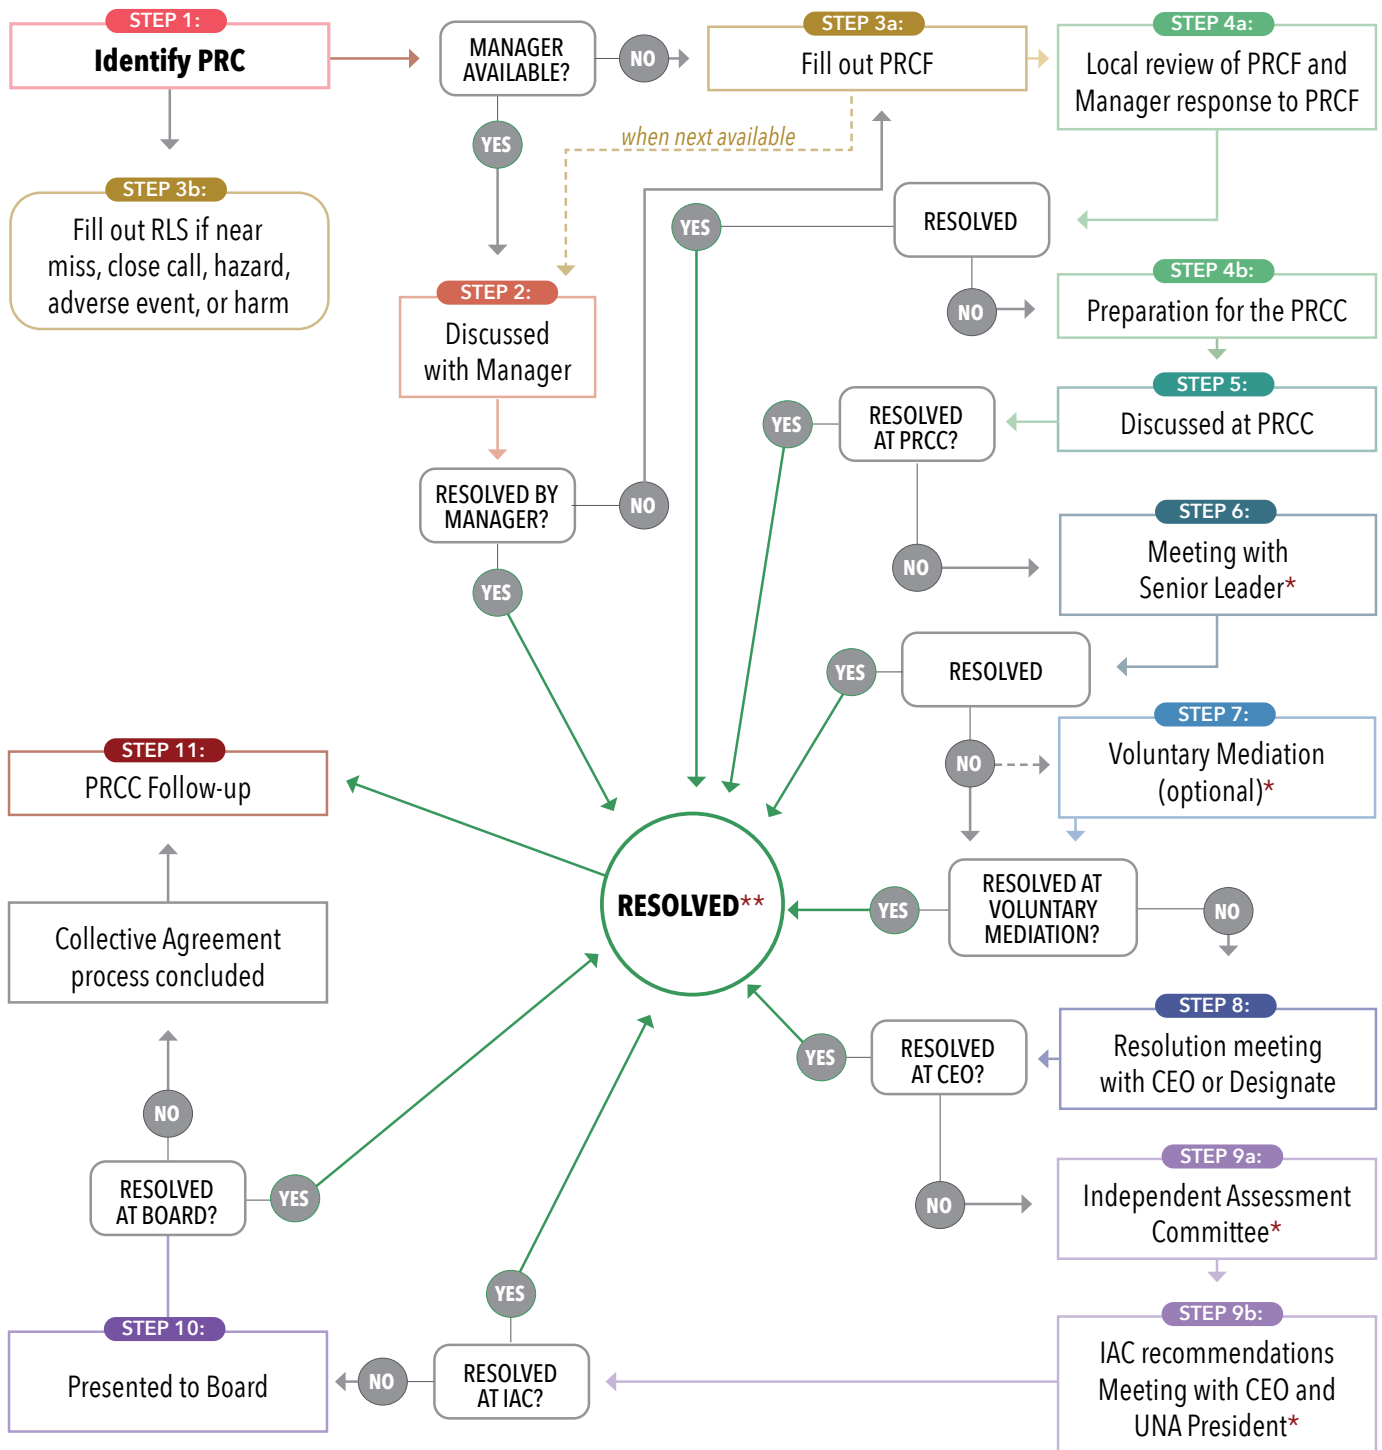 STEP 1:
Identify PRC
MANAGER
AVAILABLE?
NO
YES
STEP 3a:
Fill out PRCF
when next available
STEP 4a:
Local review of PRCF and
Manager response to PRCF
STEP 3b:
Fill out RLS if near
miss, close call, hazard,
adverse event, or harm
RESOLVED
YES
NO
STEP 4b:
Preparation for the PRCC
STEP 2:
Discussed
with Manager
STEP 5:
Discussed at PRCC
RESOLVED
AT PRCC?
YES
NO
RESOLVED BY
MANAGER?
NO
YES
STEP 6:
Meeting with
Senior Leader*
RESOLVED
YES
NO
STEP 7:
Voluntary Mediation
(optional)*
STEP 11:
PRCC Follow-up
RESOLVED**
RESOLVED AT
VOLUNTARY
MEDIATION?
YES
NO
Collective Agreement
process concluded
STEP 8:
Resolution meeting
with CEO or Designate
RESOLVED
AT CEO?
YES
NO
NO
RESOLVED
AT BOARD?
YES
STEP 9a:
Independent Assessment
Committee*
STEP 9b:
IAC recommendations
Meeting with CEO and
UNA President*
YES
RESOLVED
AT IAC?
NO
STEP 10:
Presented to Board